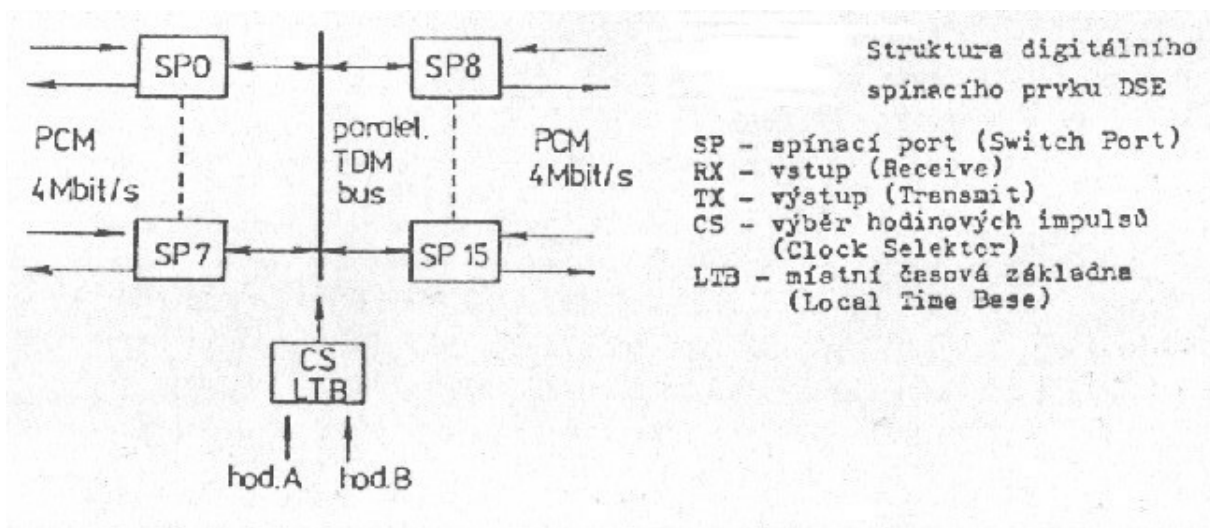 SP0
SP8
PCM
4Mbit/s
paralel.
TDM
bus
PCM
4Mbit/s
SP7
SP 15
CS
LTB
hod.A
hod.B
Struktura digitálního
spínacího prvku DSE
SP – spínací port (Switch Port)
RX – vstup (Receive)
TX – výstup (Transmit)
CS – výběr hodinových impulsů
(Clock Selektor)
LTB – místní časová základna
(Local Time Base)